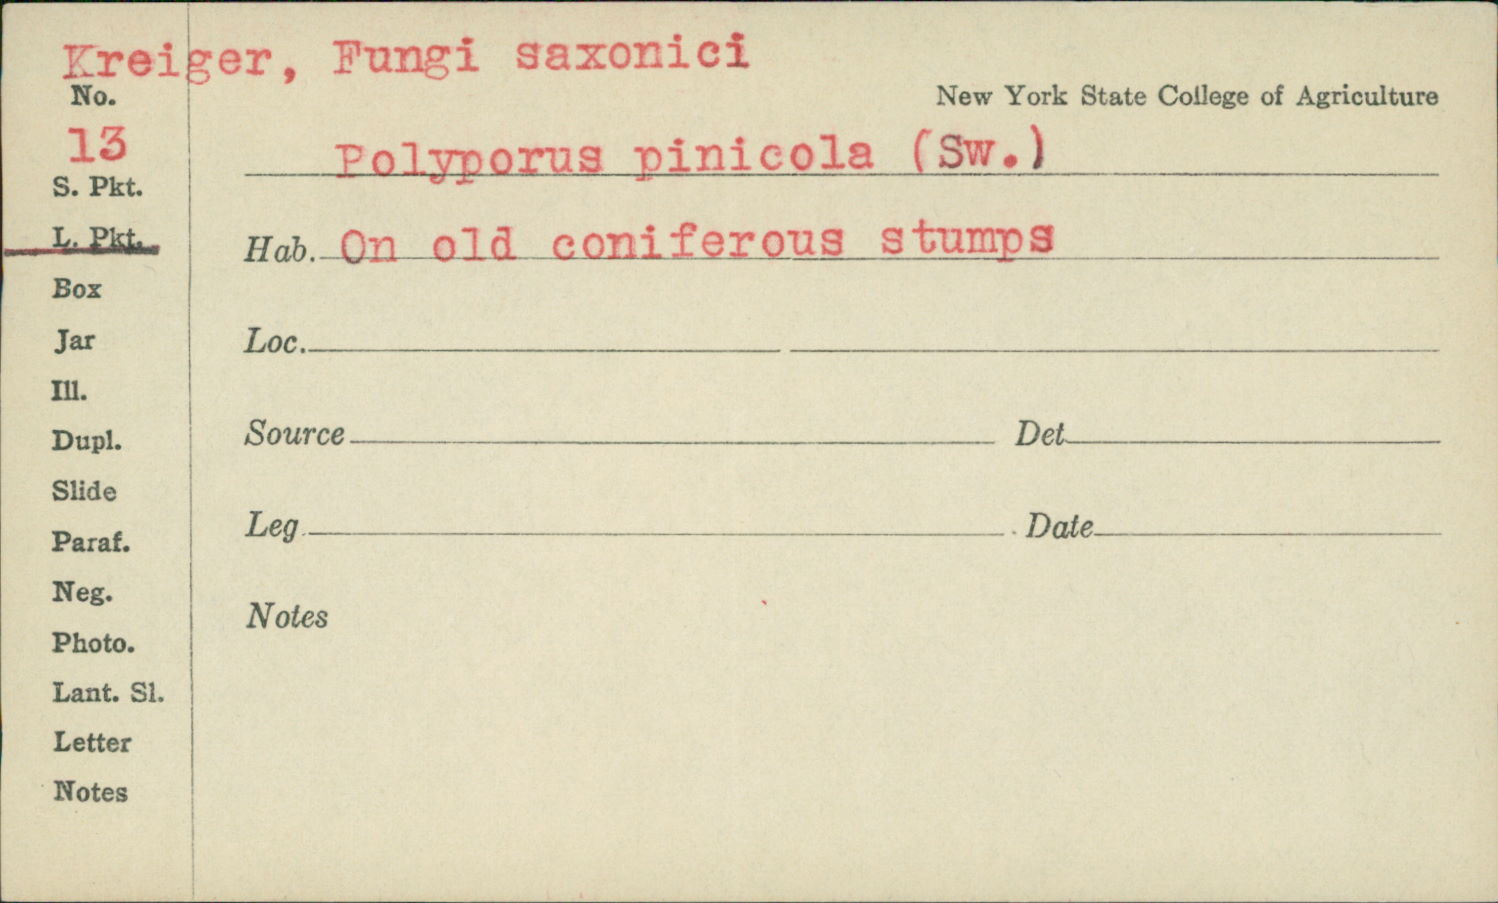 Kreiger, Fungi saxonici
No.
New York State College of Agriculture
13
Polyporus pinicola (Sw.)
S. Pkt.
L. Pkt.
Hab. On old coniferous stumps
Box
Jar
Loc.
Ill.
Dupl.
Source Det
Slide
Leg. Date
Paraf.
Neg.
Notes
Photo.
Lant. Sl.
Letter
Notes